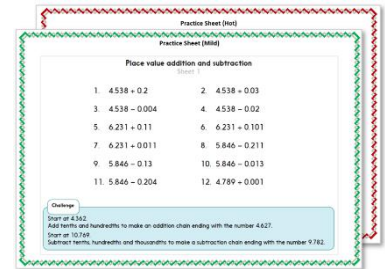 Practice Sheet (Hot)
Practice Sheet (Mild)
Place value addition and subtraction
Sheet 1
1. 4.538 + 0.2 2. 4.538 + 0.03
3. 4.538 − 0.004 4. 4.538 − 0.02
5. 6.231 + 0.11 6. 6.231 + 0.101
7. 6.231 + 0.011 8. 5.846 − 0.211
9. 5.846 − 0.13 10. 5.846 − 0.013
11. 5.846 − 0.204 12. 4.789 + 0.001
Challenge
Start at 4.362.
Add tenths and hundredths to make an addition chain ending with the number 4.627.
Start at 10.769.
Subtract tenths, hundredths and thousandths to make a subtraction chain ending with the number 9.782.